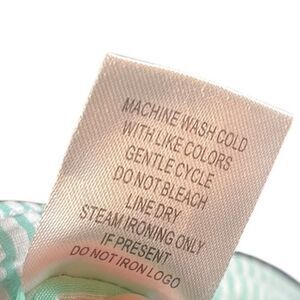 MACHINE WASH COLD
WITH LIKE COLORS
GENTLE CYCLE
DO NOT BLEACH
LINE DRY
STEAM IRONING ONLY
IF PRESENT
DO NOT IRON LOGO